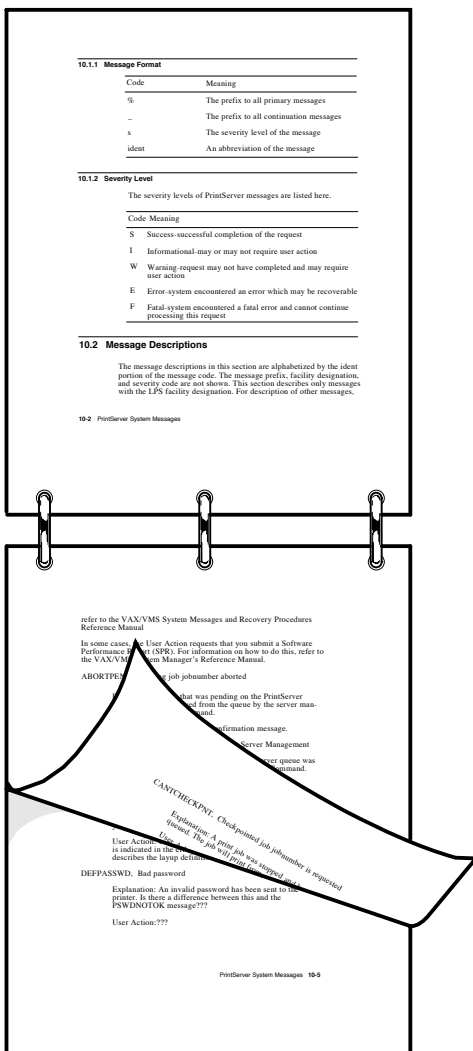 10.1.1 Message Format
Code Meaning
% The prefix to all primary messages
_ The prefix to all continuation messages
s The severity level of the message
ident An abbreviation of the message
10.1.2 Severity Level
The severity levels of PrintServer messages are listed here.
Code Meaning
S Success-successful completion of the request
I Informational-may or may not require user action
W Warning-request may not have completed and may require
user action
E Error-system encountered an error which may be recoverable
F Fatal-system encountered a fatal error and cannot continue
processing this request
10.2 Message Descriptions
The message descriptions in this section are alphabetized by the ident
portion of the message code. The message prefix, facility designation,
and severity code are not shown. This section describes only messages
with the LPS facility designation. For description of other messages,
10-2 PrintServer System Messages
refer to the VAX/VMS System Messages and Recovery Procedures
Reference Manual
In some cases, User Action requests that you submit a Software
Performance (SPR). For information on how to do this, refer to
the Manager's Reference Manual.
job jobnumber aborted
that was pending on the PrintServer
from the queue by the server man-
message.
Server Management
queue was
CANTCHECKPNT, Checkpointed job jobnumber is requested
Explanation: A print job was stopped and
queued. The job will print
User Action:
is indicated in the
describes the layup
DEFPASSWD, Bad password
Explanation: An invalid password has been sent to the
printer. Is there a difference between this and the
PSWDNOTOK message???
User Action:???
PrintServer System Messages 10-5